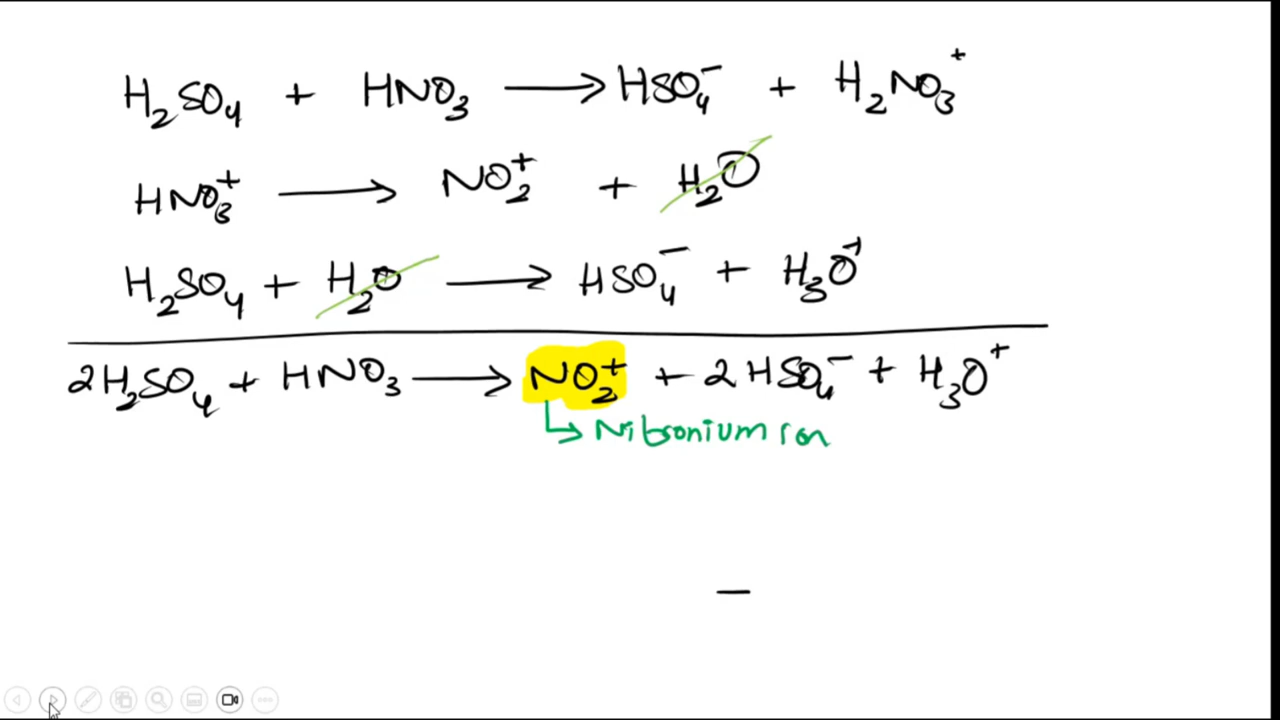 H₂SO₄ + HNO₃ ⟶ HSO₄⁻ + H₂NO₃⁺
HNO₃⁺ ⟶ NO₂⁺ + H₂O
H₂SO₄ + H₂O ⟶ HSO₄⁻ + H₃O⁺
2H₂SO₄ + HNO₃ ⟶ NO₂⁺ + 2HSO₄⁻ + H₃O⁺
↳ Nitronium ion